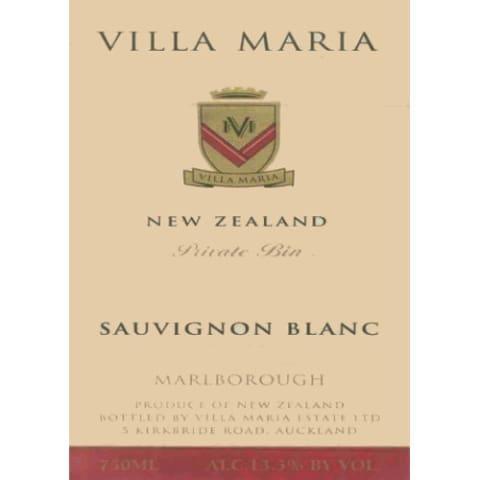 VILLA MARIA
VM
VILLA MARIA
NEW ZEALAND
Private Bin
SAUVIGNON BLANC
MARLBOROUGH
PRODUCE OF NEW ZEALAND
BOTTLED BY VILLA MARIA ESTATE LTD
5 KIRKBRIDE ROAD, AUCKLAND
750ML ALC.13.5% BY VOL.